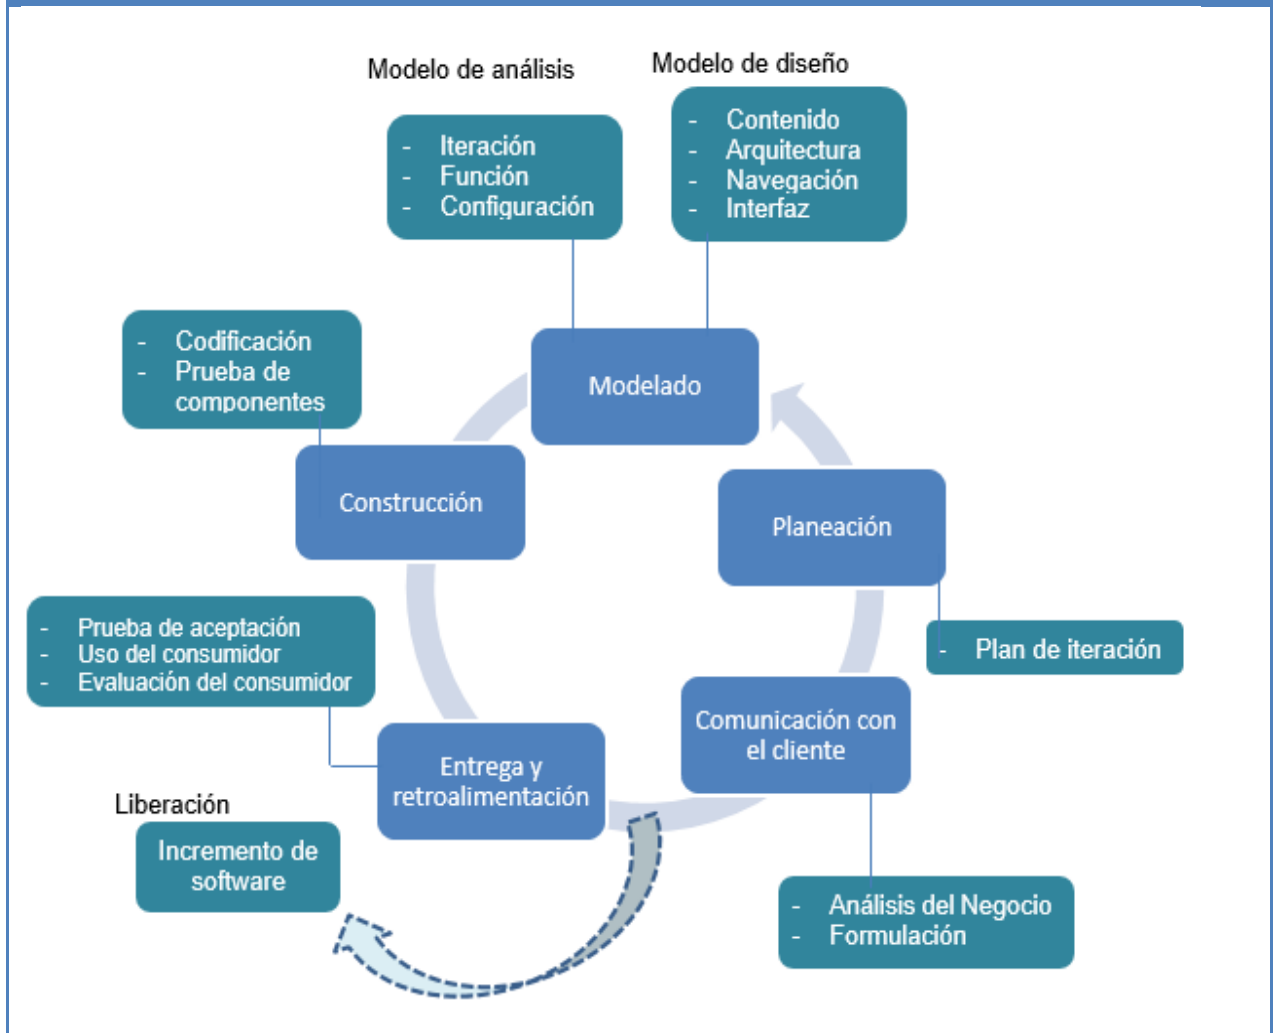 Modelo de análisis
Modelo de diseño
- Iteración
- Función
- Configuración
- Contenido
- Arquitectura
- Navegación
- Interfaz
- Codificación
- Prueba de
componentes
Modelado
Construcción
Planeación
- Prueba de aceptación
- Uso del consumidor
- Evaluación del consumidor
- Plan de iteración
Comunicación con
el cliente
Entrega y
retroalimentación
Liberación
Incremento de
software
- Análisis del Negocio
- Formulación